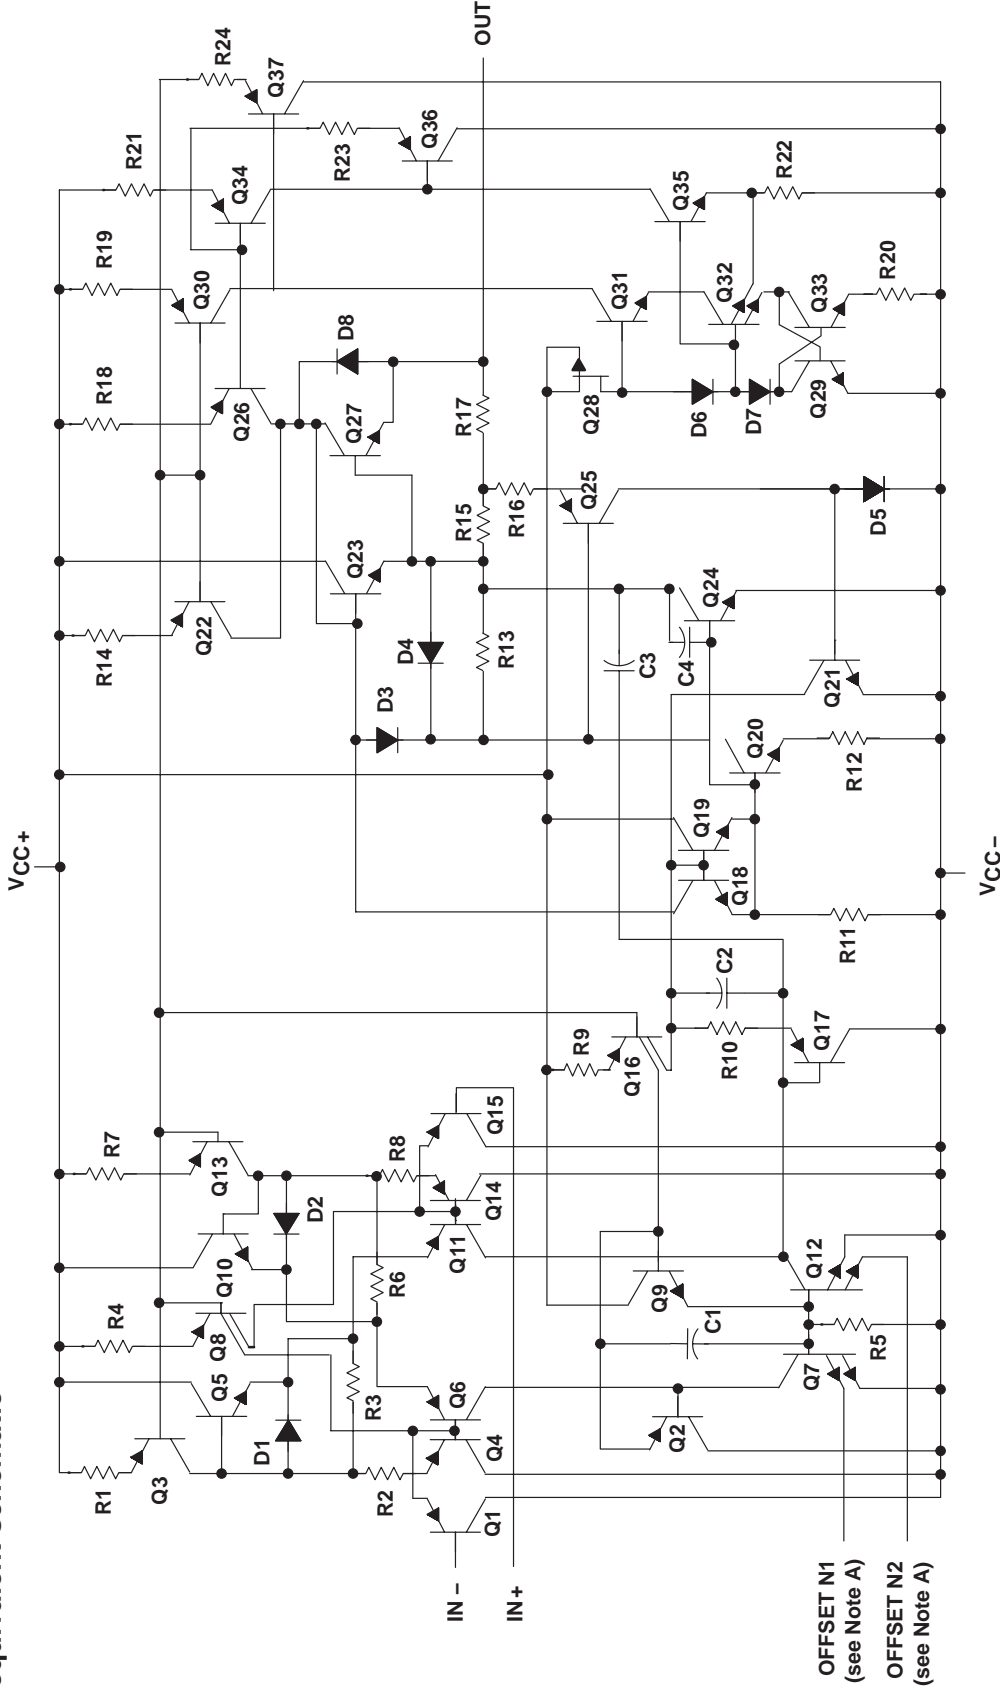 VCC+
R1
R4
R7
R14
R18
R19
R21
R24
Q3
Q5
Q8
Q10
Q13
Q22
Q26
Q30
Q34
Q37
D1
D2
Q23
Q27
D8
R23
R3
R6
D3
D4
R2
R8
Q36
Q4
Q6
Q11
R13
R15
R17
OUT
Q1
Q14
Q15
IN −
IN +
R16
R9
Q25
Q28
Q31
Q16
C3
Q2
Q9
C4
Q24
D6
Q35
C1
R10
C2
Q18
Q19
Q20
D7
Q32
Q7
Q12
Q17
Q21
Q29
Q33
R22
R5
R11
R12
D5
R20
OFFSET N1
(see Note A)
OFFSET N2
(see Note A)
VCC −